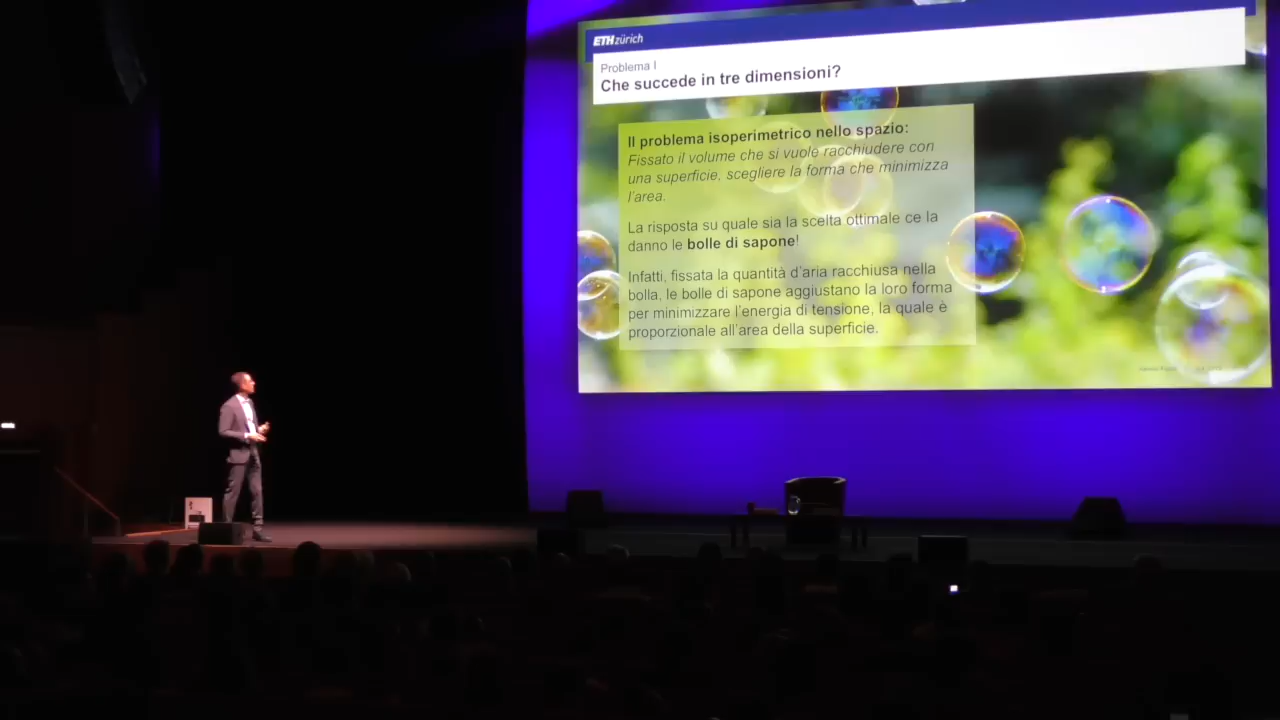 ETH zürich
Problema I
Che succede in tre dimensioni?
Il problema isoperimetrico nello spazio:
Fissato il volume che si vuole racchiudere con
una superficie, scegliere la forma che minimizza
l'area.
La risposta su quale sia la scelta ottimale ce la
danno le bolle di sapone!
Infatti, fissata la quantità d'aria racchiusa nella
bolla, le bolle di sapone aggiustano la loro forma
per minimizzare l'energia di tensione, la quale è
proporzionale all'area della superficie.